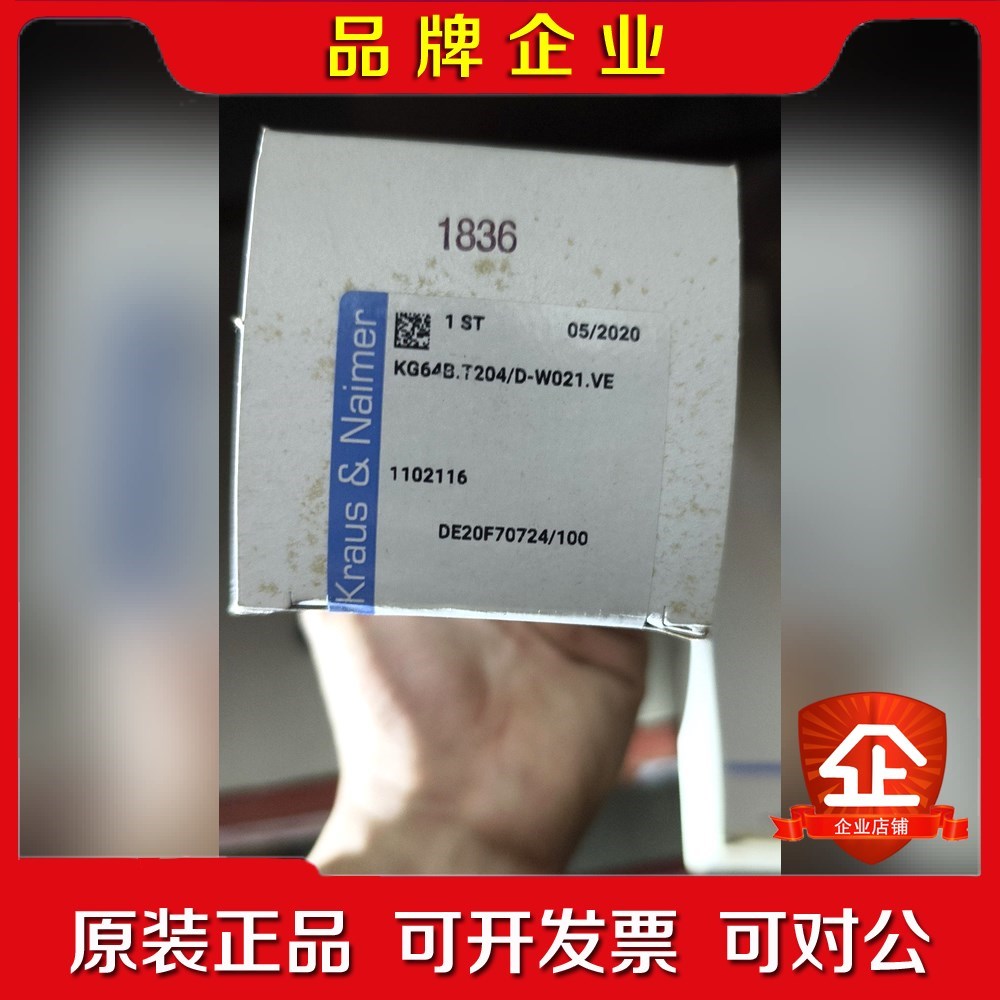 品牌企业
1836
1 ST
05/2020
KG64B.T204/D-W021.VE
Kraus & Naimer
1102116
DE20F70724/100
企
企业店铺
原装正品 可开发票 可对公